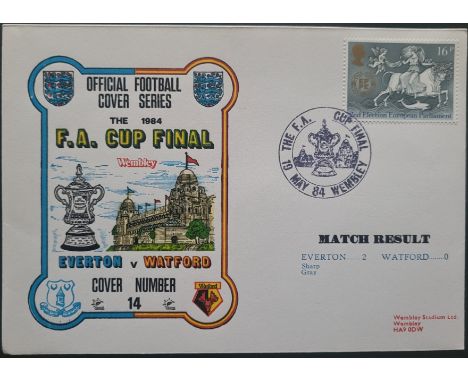 OFFICIAL FOOTBALL
COVER SERIES
THE 1984
F.A. CUP FINAL
Wembley
EVERTON v WATFORD
COVER NUMBER
14
Watford
16P
2nd Election European Parliament
THE F.A. CUP FINAL
19 MAY 84 WEMBLEY
MATCH RESULT
EVERTON.....2 WATFORD......0
Sharp
Gray
Wembley Stadium Ltd.
Wembley
HA9 0DW